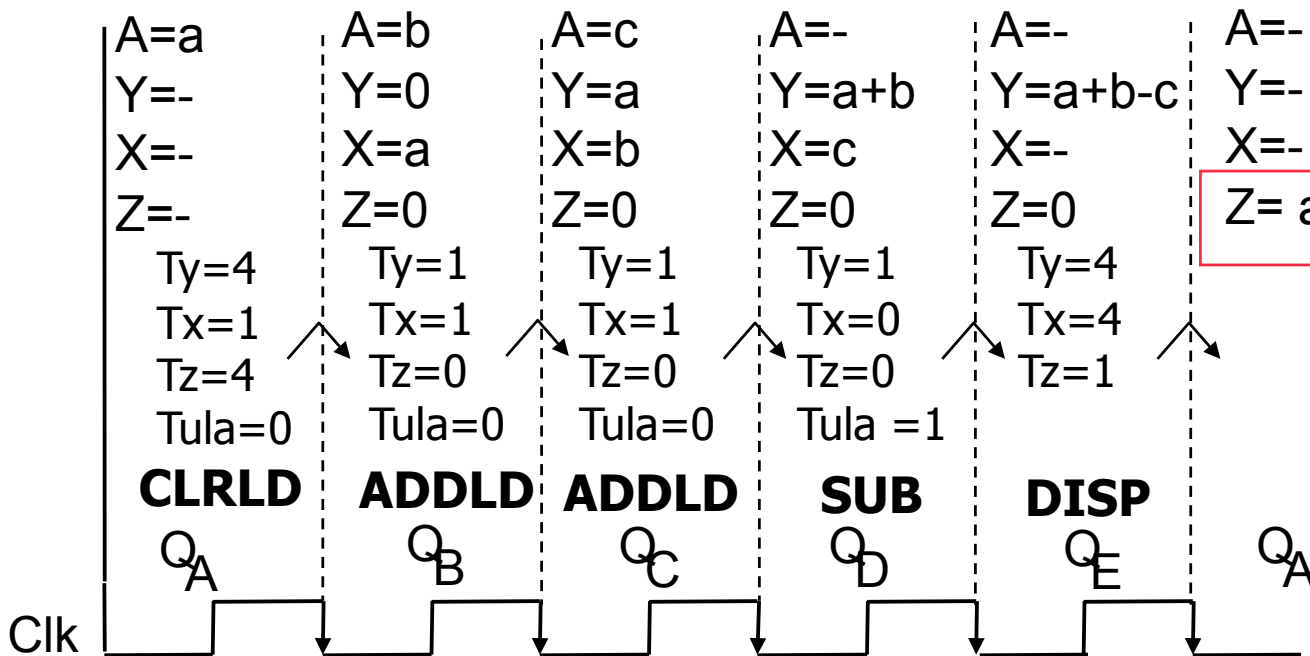 A=a A=b A=c A=- A=- A=-
Y=- Y=0 Y=a Y=a+b Y=a+b-c Y=-
X=- X=a X=b X=c X=- X=-
Z=- Z=0 Z=0 Z=0 Z=0 Z= a
Ty=4 Ty=1 Ty=1 Ty=1 Ty=4
Tx=1 Tx=1 Tx=1 Tx=0 Tx=4
Tz=4 Tz=0 Tz=0 Tz=0 Tz=1
Tula=0 Tula=0 Tula=0 Tula =1
CLRLD ADDLD ADDLD SUB DISP
QA QB QC QD QE QA
Clk